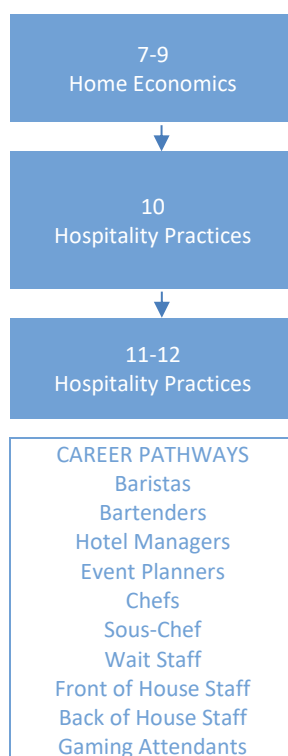 7-9
Home Economics
10
Hospitality Practices
11-12
Hospitality Practices
CAREER PATHWAYS
Baristas
Bartenders
Hotel Managers
Event Planners
Chefs
Sous-Chef
Wait Staff
Front of House Staff
Back of House Staff
Gaming Attendants